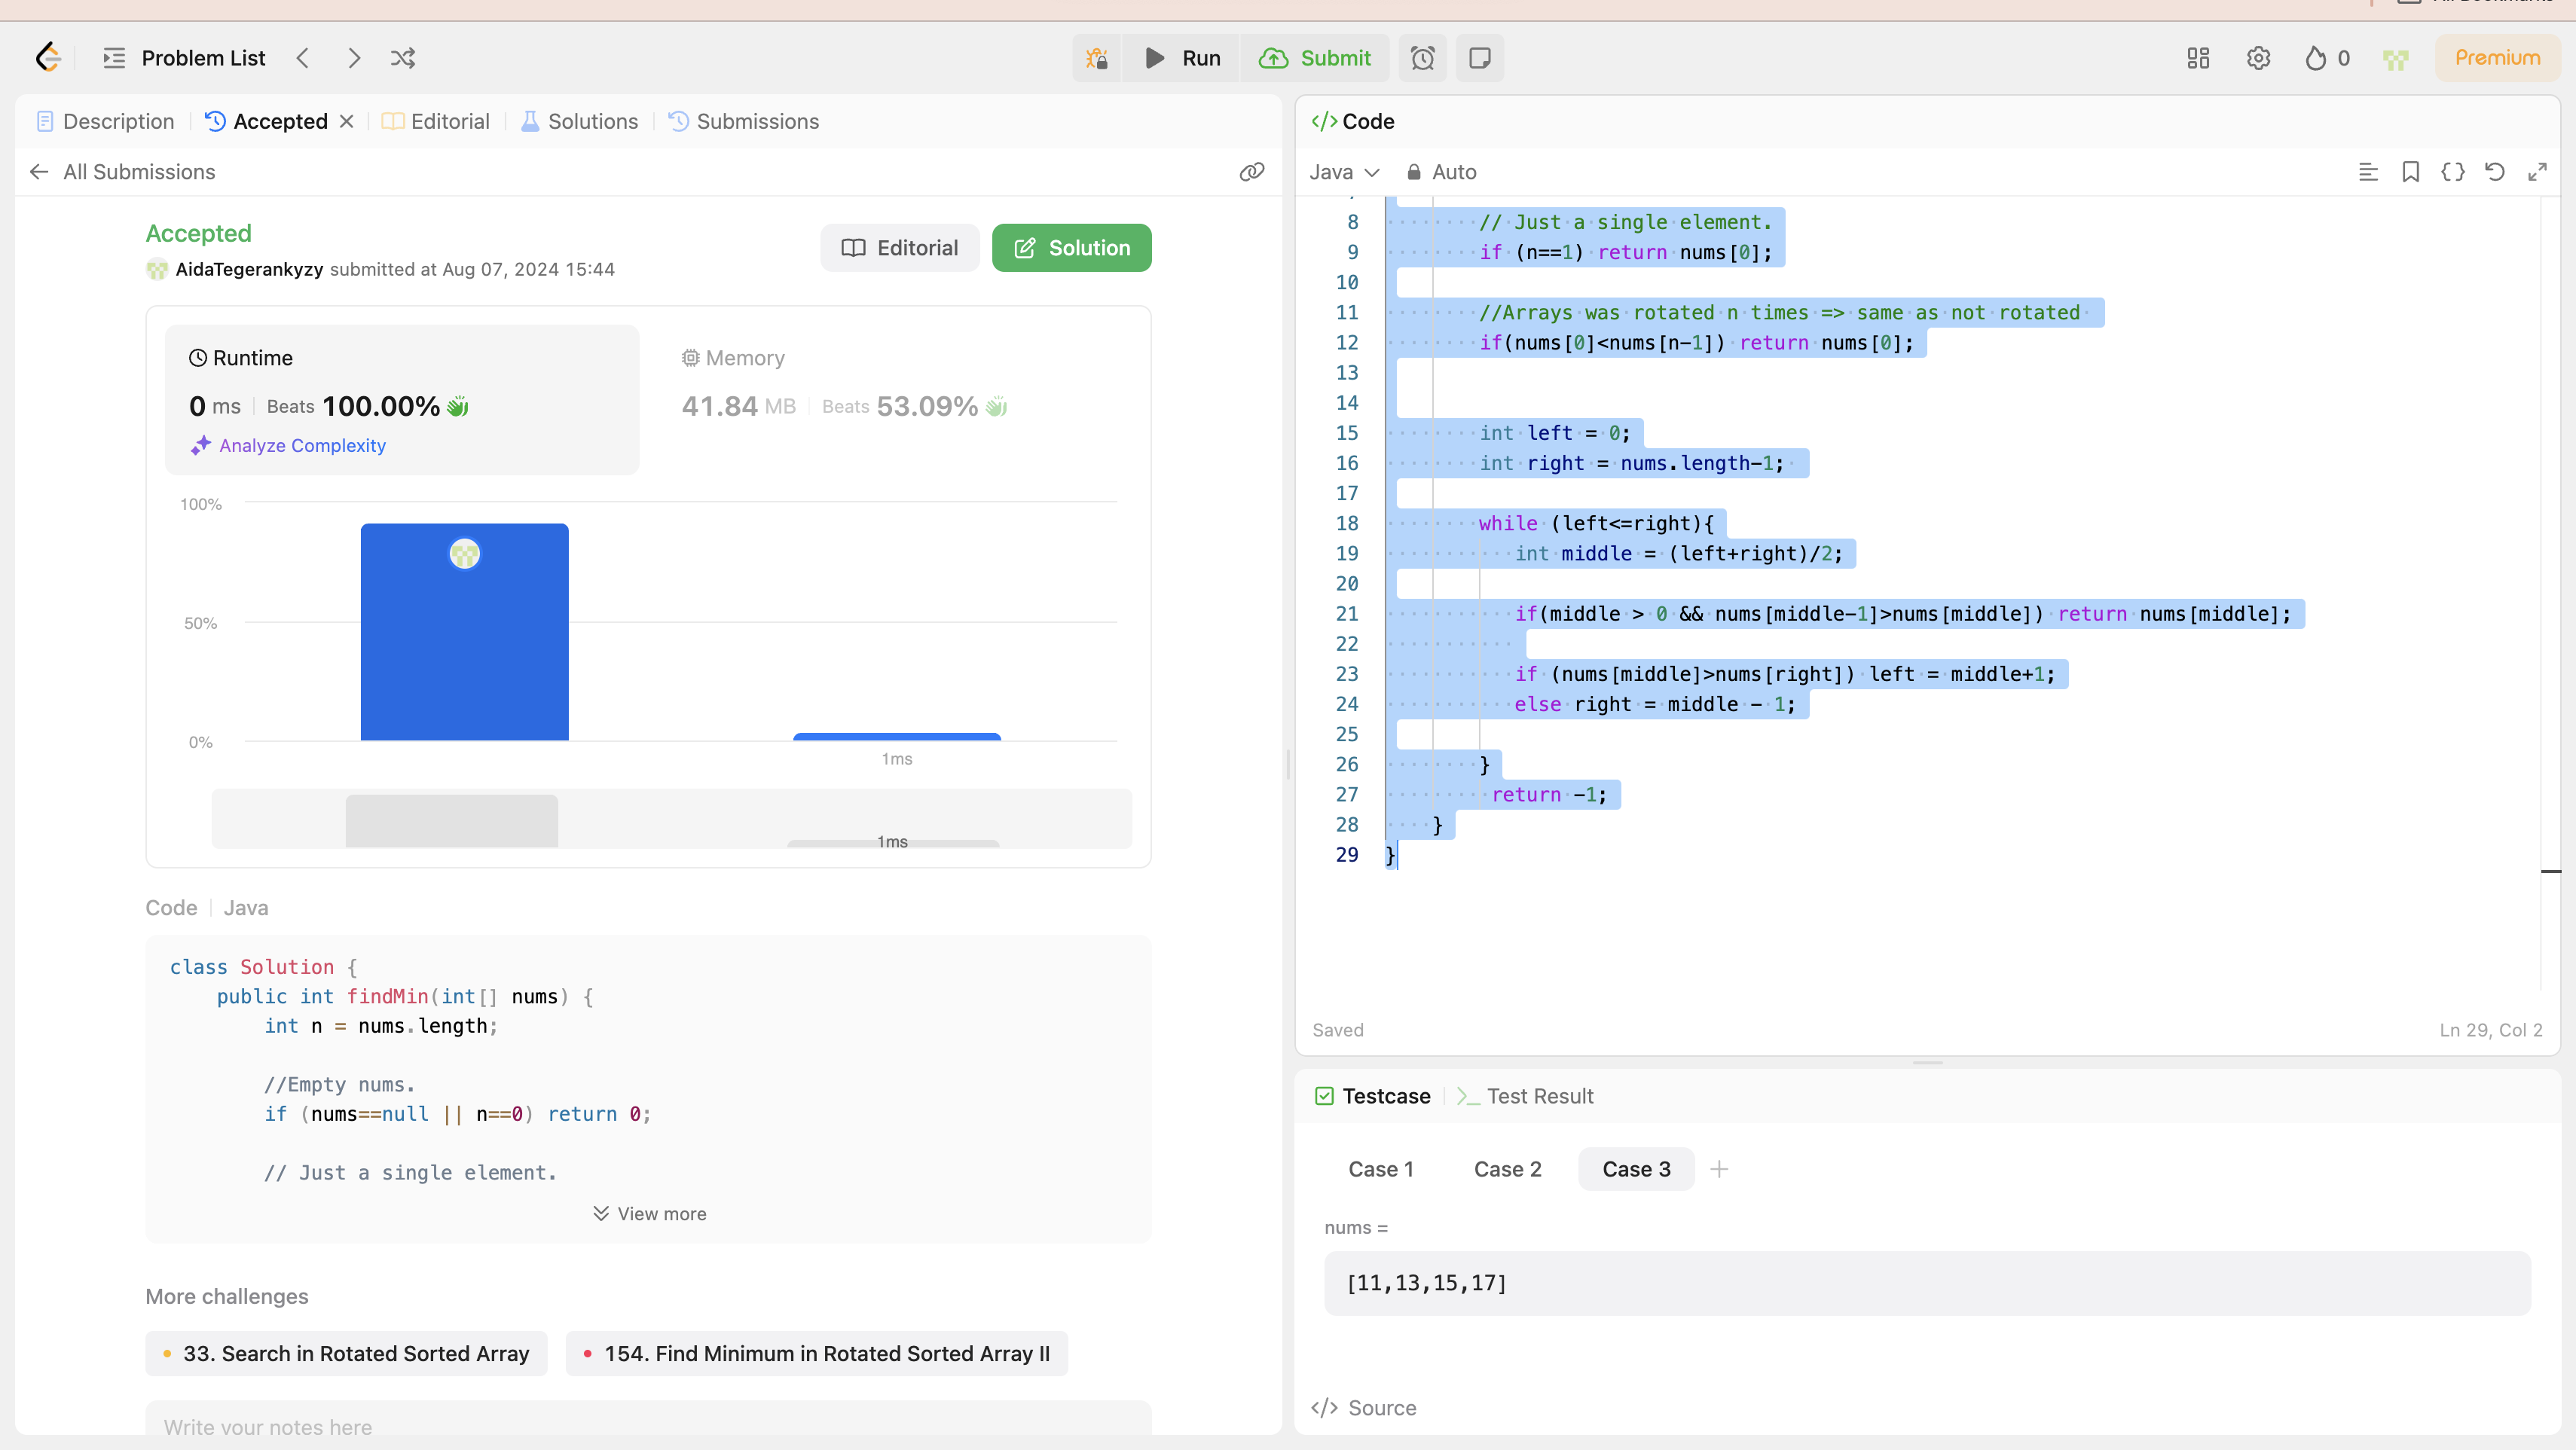 Problem List
Run
Submit
0
Premium
Description
Accepted
Editorial
Solutions
Submissions
All Submissions
Accepted
AidaTegerankyzy submitted at Aug 07, 2024 15:44
Editorial
Solution
Runtime
0 ms
Beats 100.00%
Analyze Complexity
Memory
41.84 MB
Beats 53.09%
100%
50%
0%
1ms
1ms
Code
Java
class Solution {
public int findMin(int[] nums) {
int n = nums.length;
//Empty nums.
if (nums==null || n==0) return 0;
// Just a single element.
View more
More challenges
33. Search in Rotated Sorted Array
154. Find Minimum in Rotated Sorted Array II
Write your notes here
</> Code
Java
Auto
8 // Just a single element.
9 if (n==1) return nums[0];
10
11 //Arrays was rotated n times => same as not rotated
12 if(nums[0]<nums[n-1]) return nums[0];
13
14
15 int left = 0;
16 int right = nums.length-1;
17
18 while (left<=right){
19 int middle = (left+right)/2;
20
21 if(middle > 0 && nums[middle-1]>nums[middle]) return nums[middle];
22
23 if (nums[middle]>nums[right]) left = middle+1;
24 else right = middle - 1;
25
26 }
27 return -1;
28 }
29 }
Saved
Ln 29, Col 2
Testcase
Test Result
Case 1
Case 2
Case 3
nums =
[11,13,15,17]
</> Source